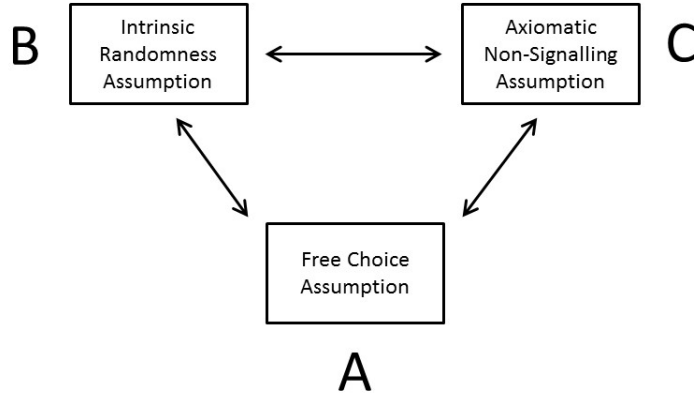 B
Intrinsic
Randomness
Assumption
Axiomatic
Non-Signalling
Assumption
C
Free Choice
Assumption
A